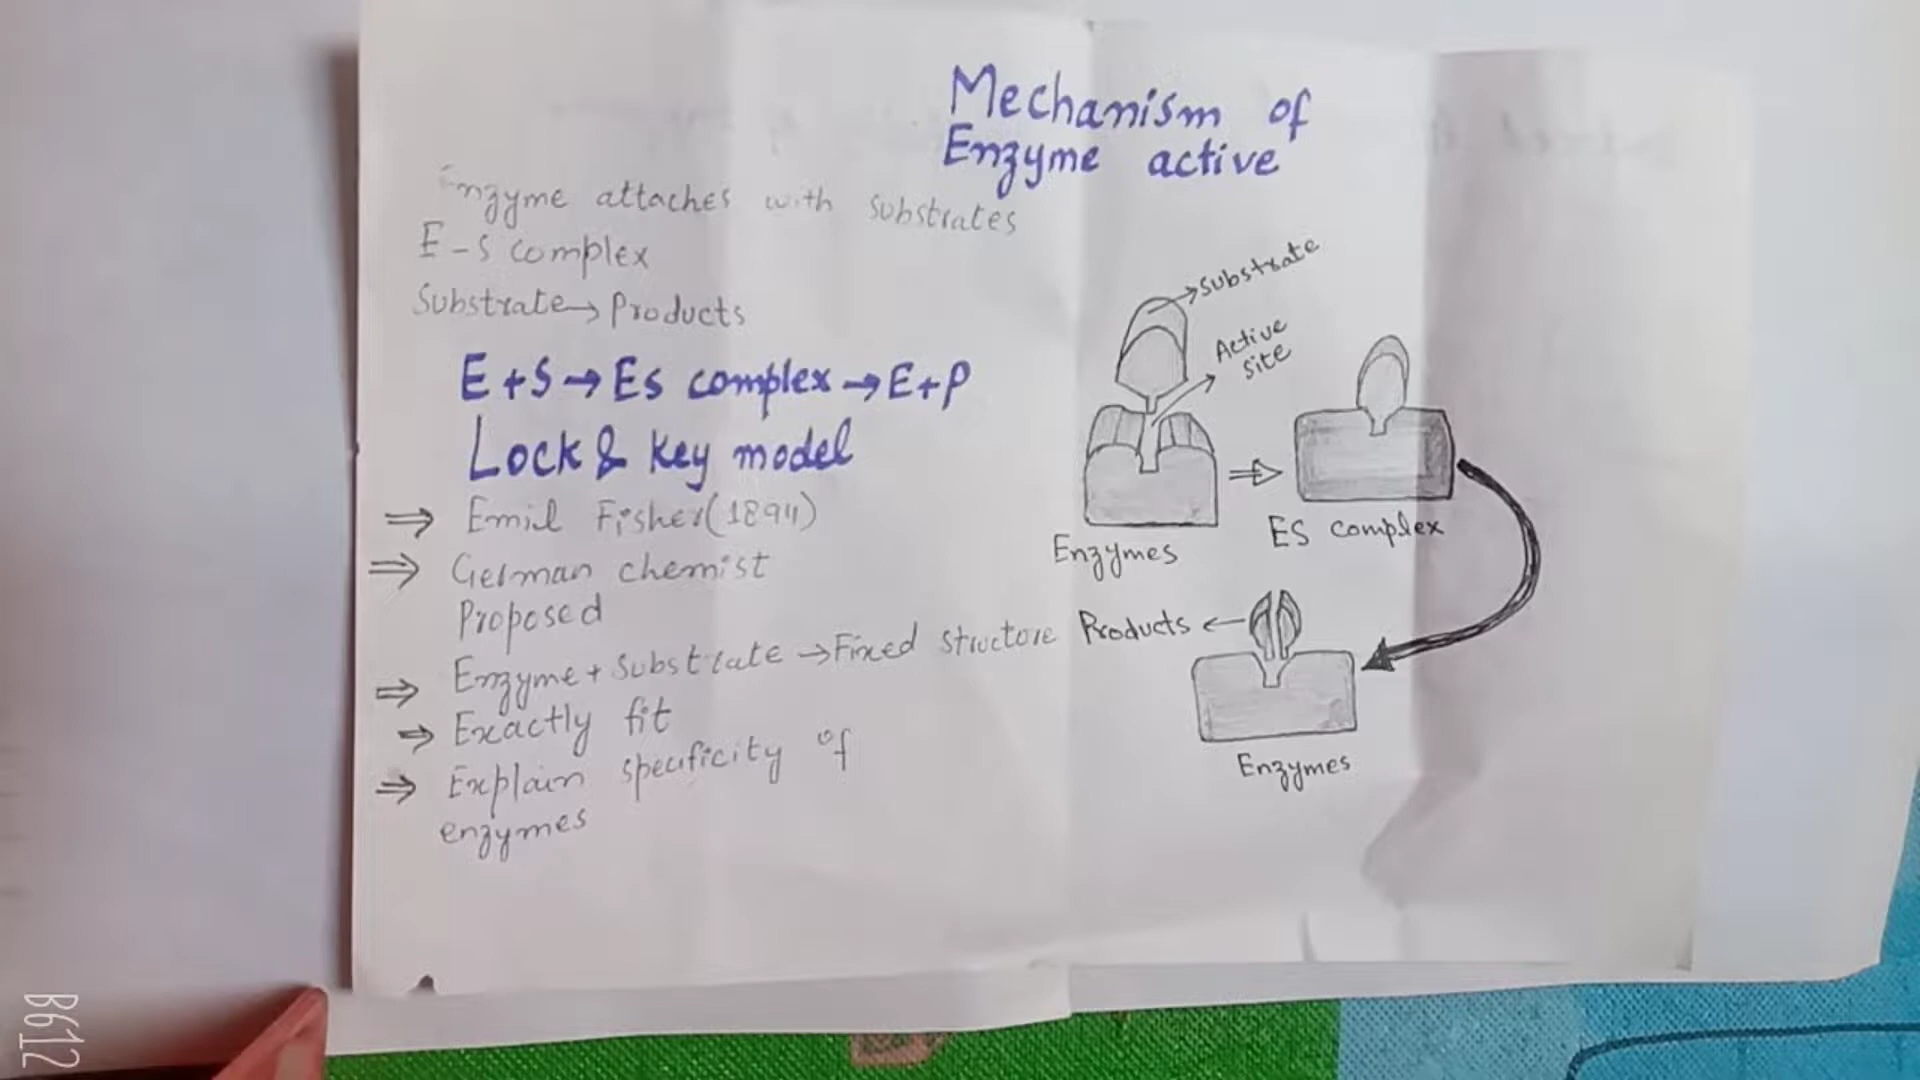 Mechanism of
Enzyme active
Enzyme attaches with substrates
E-S complex
Substrate → Products
E+S → Es complex → E+P
Lock & Key model
⇒ Emil Fisher (1894)
⇒ German chemist
Proposed
⇒ Enzyme + Substrate → Fixed structure
⇒ Exactly fit
⇒ Explain specificity of
enzymes
Substrate
Active
site
Enzymes
ES complex
Products
Enzymes
B612